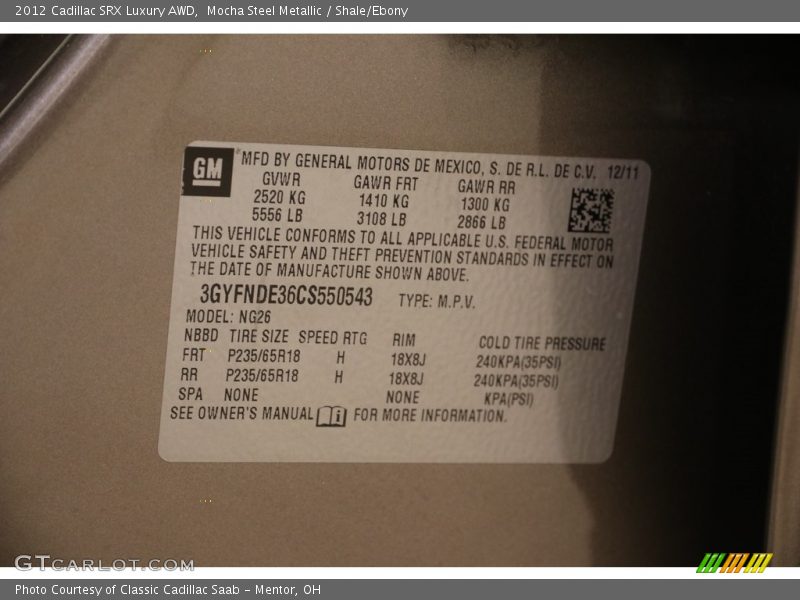 2012 Cadillac SRX Luxury AWD, Mocha Steel Metallic / Shale/Ebony
GM MFD BY GENERAL MOTORS DE MEXICO, S. DE R.L. DE C.V. 12/11
GVWR GAWR FRT GAWR RR
2520 KG 1410 KG 1300 KG
5556 LB 3108 LB 2866 LB
THIS VEHICLE CONFORMS TO ALL APPLICABLE U.S. FEDERAL MOTOR
VEHICLE SAFETY AND THEFT PREVENTION STANDARDS IN EFFECT ON
THE DATE OF MANUFACTURE SHOWN ABOVE.
3GYFNDE36CS550543 TYPE: M.P.V.
MODEL: NG26
NBBD TIRE SIZE SPEED RTG RIM COLD TIRE PRESSURE
FRT P235/65R18 H 18X8J 240KPA(35PSI)
RR P235/65R18 H 18X8J 240KPA(35PSI)
SPA NONE NONE KPA(PSI)
SEE OWNER'S MANUAL i FOR MORE INFORMATION.
GTCARLOT.COM
Photo Courtesy of Classic Cadillac Saab - Mentor, OH